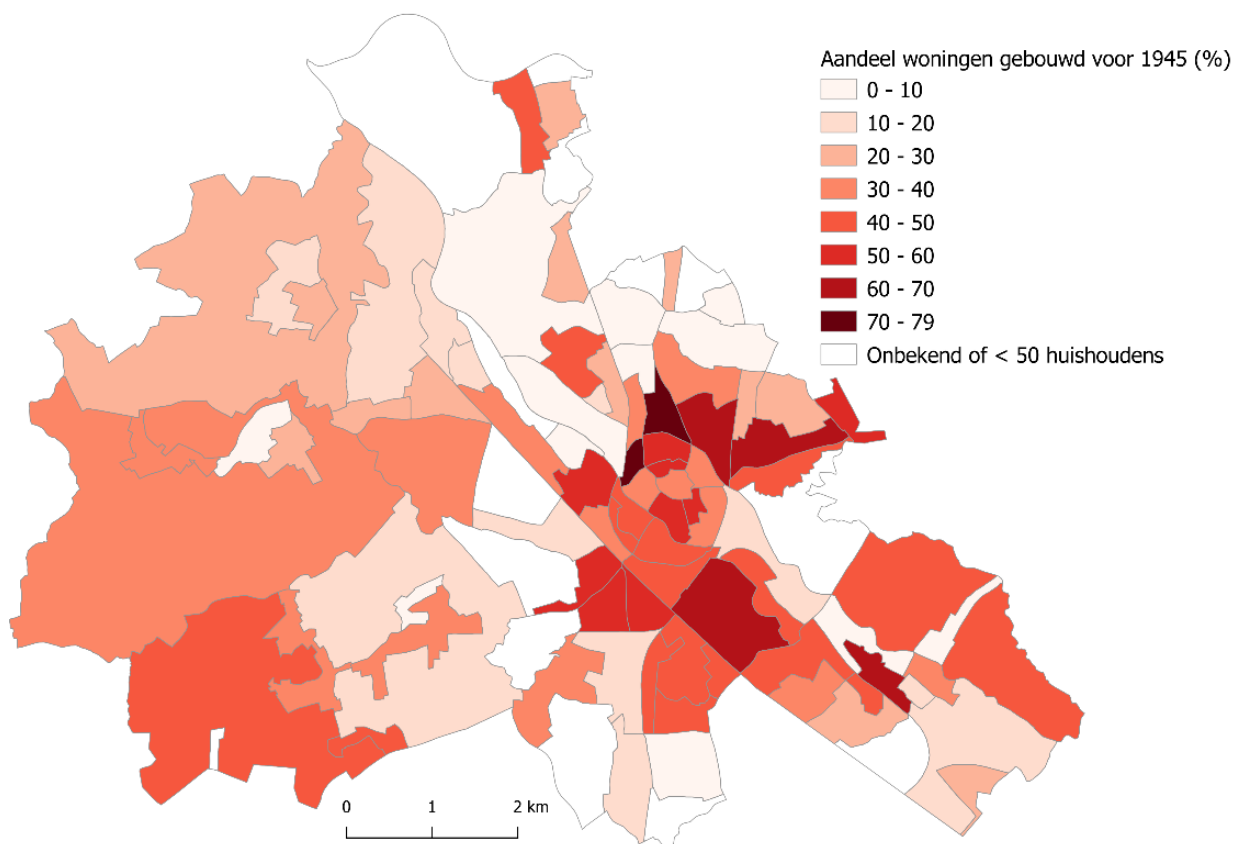 Aandeel woningen gebouwd voor 1945 (%)
0 - 10
10 - 20
20 - 30
30 - 40
40 - 50
50 - 60
60 - 70
70 - 79
Onbekend of < 50 huishoudens
0 1 2 km